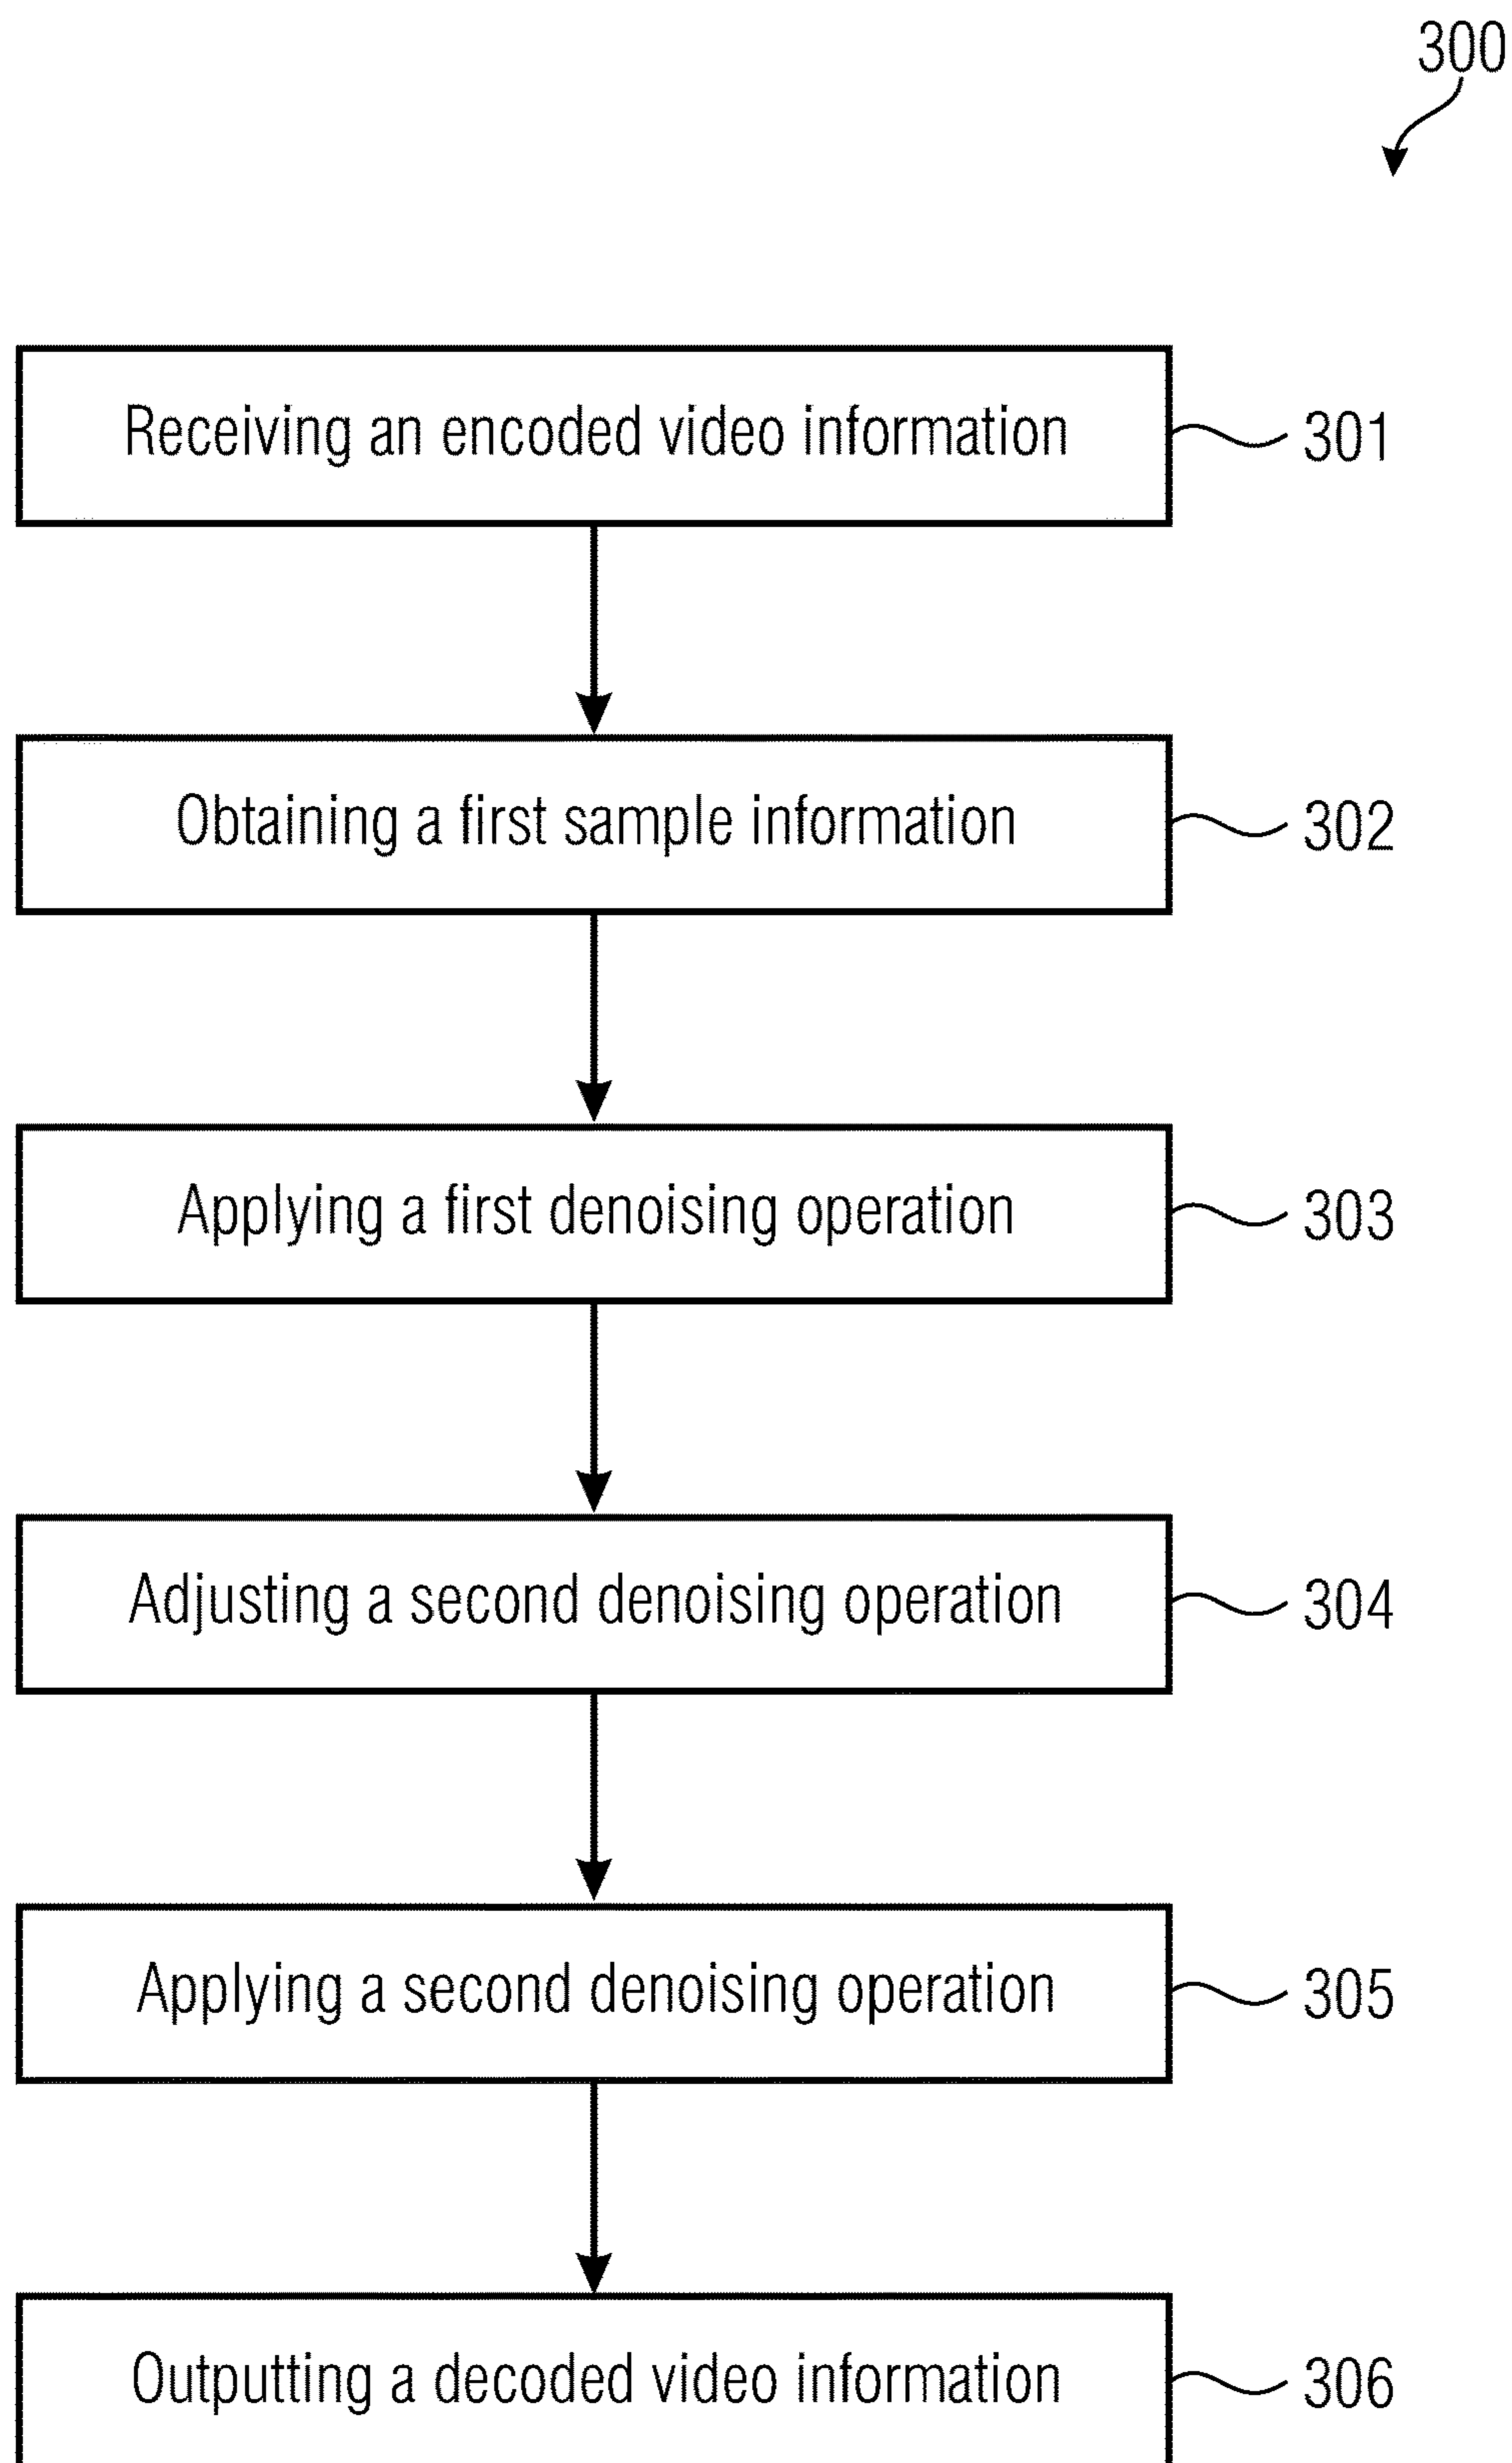 300
Receiving an encoded video information 301
Obtaining a first sample information 302
Applying a first denoising operation 303
Adjusting a second denoising operation 304
Applying a second denoising operation 305
Outputting a decoded video information 306